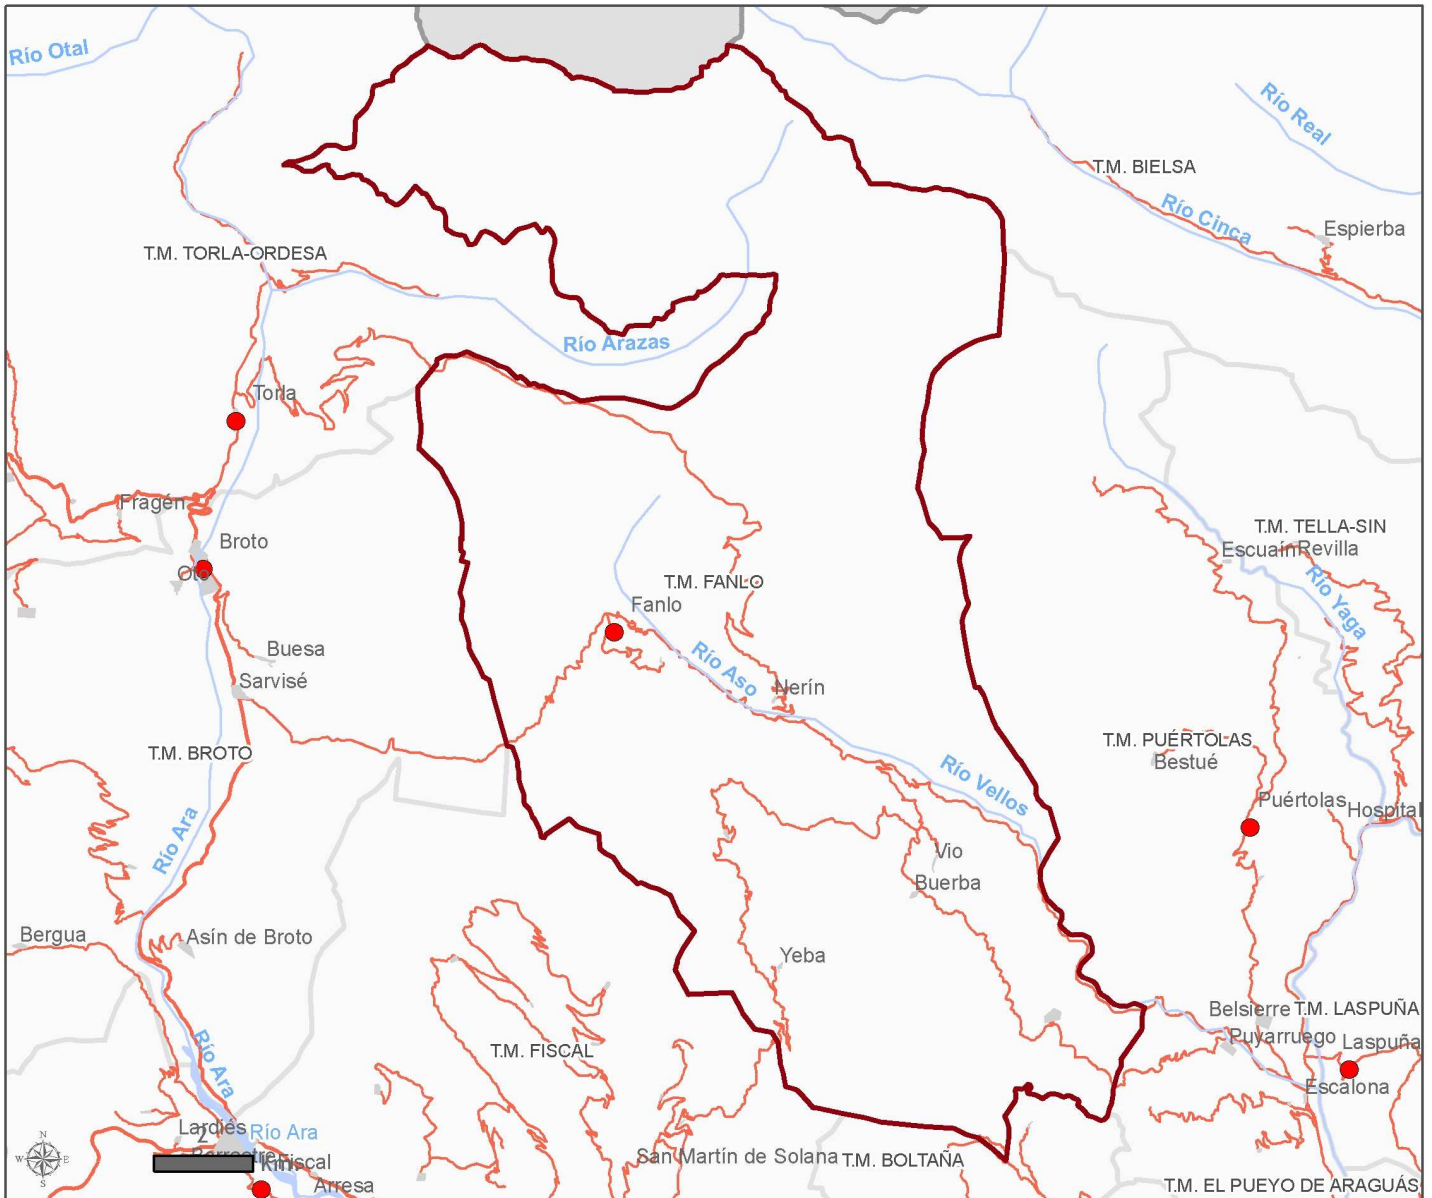 Río Otal
Río Real
T.M. BIELSA
Río Cinca
Espierba
T.M. TORLA-ORDESA
Río Arazas
Torla
Fragén
T.M. TELLA-SIN
Broto
Escuaín
Revilla
Oto
T.M. FANLO
Fanlo
Río Yaga
Buesa
Río Aso
Sarvisé
Nerín
T.M. BROTO
T.M. PUÉRTOLAS
Bestué
Río Vellos
Puértolas
Hospital
Río Ara
Vio
Buerba
Bergua
Asín de Broto
Yeba
Belsierre
T.M. LASPUÑA
Puyarruego
Laspuña
Río Ara
T.M. FISCAL
Escalona
Lardiés
Río Ara
2
Km
Fiscal
San Martín de Solana
T.M. BOLTAÑA
Arresa
T.M. EL PUEYO DE ARAGUÁS
N
W
E
S